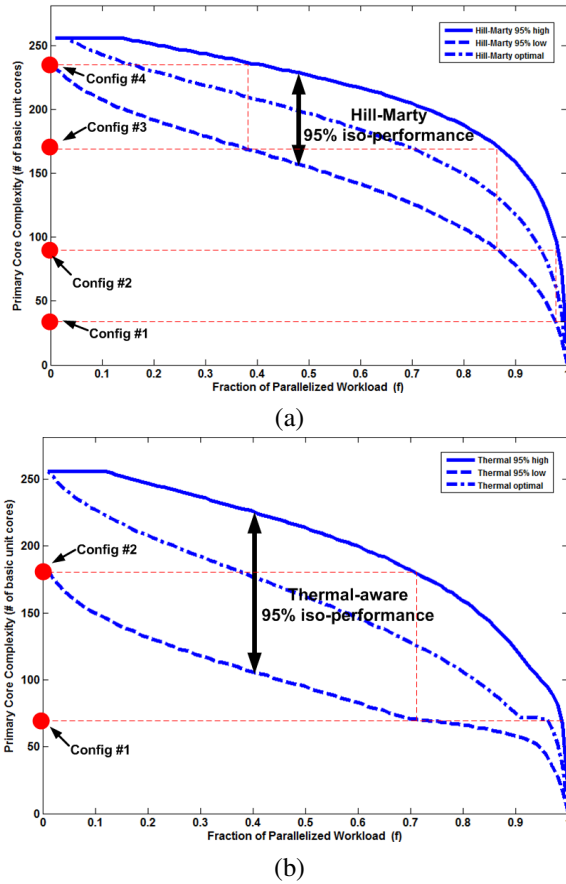 Primary Core Complexity (# of basic unit cores)
250
200
150
100
50
0
Config #4
Config #3
Config #2
Config #1
Hill-Marty 95% high
Hill-Marty 95% low
Hill-Marty optimal
Hill-Marty
95% iso-performance
0 0.1 0.2 0.3 0.4 0.5 0.6 0.7 0.8 0.9 1
Fraction of Parallelized Workload (f)
(a)
Primary Core Complexity (# of basic unit cores)
250
200
150
100
50
0
Config #2
Config #1
Thermal 95% high
Thermal 95% low
Thermal optimal
Thermal-aware
95% iso-performance
0 0.1 0.2 0.3 0.4 0.5 0.6 0.7 0.8 0.9
Fraction of Parallelized Workload (f)
(b)